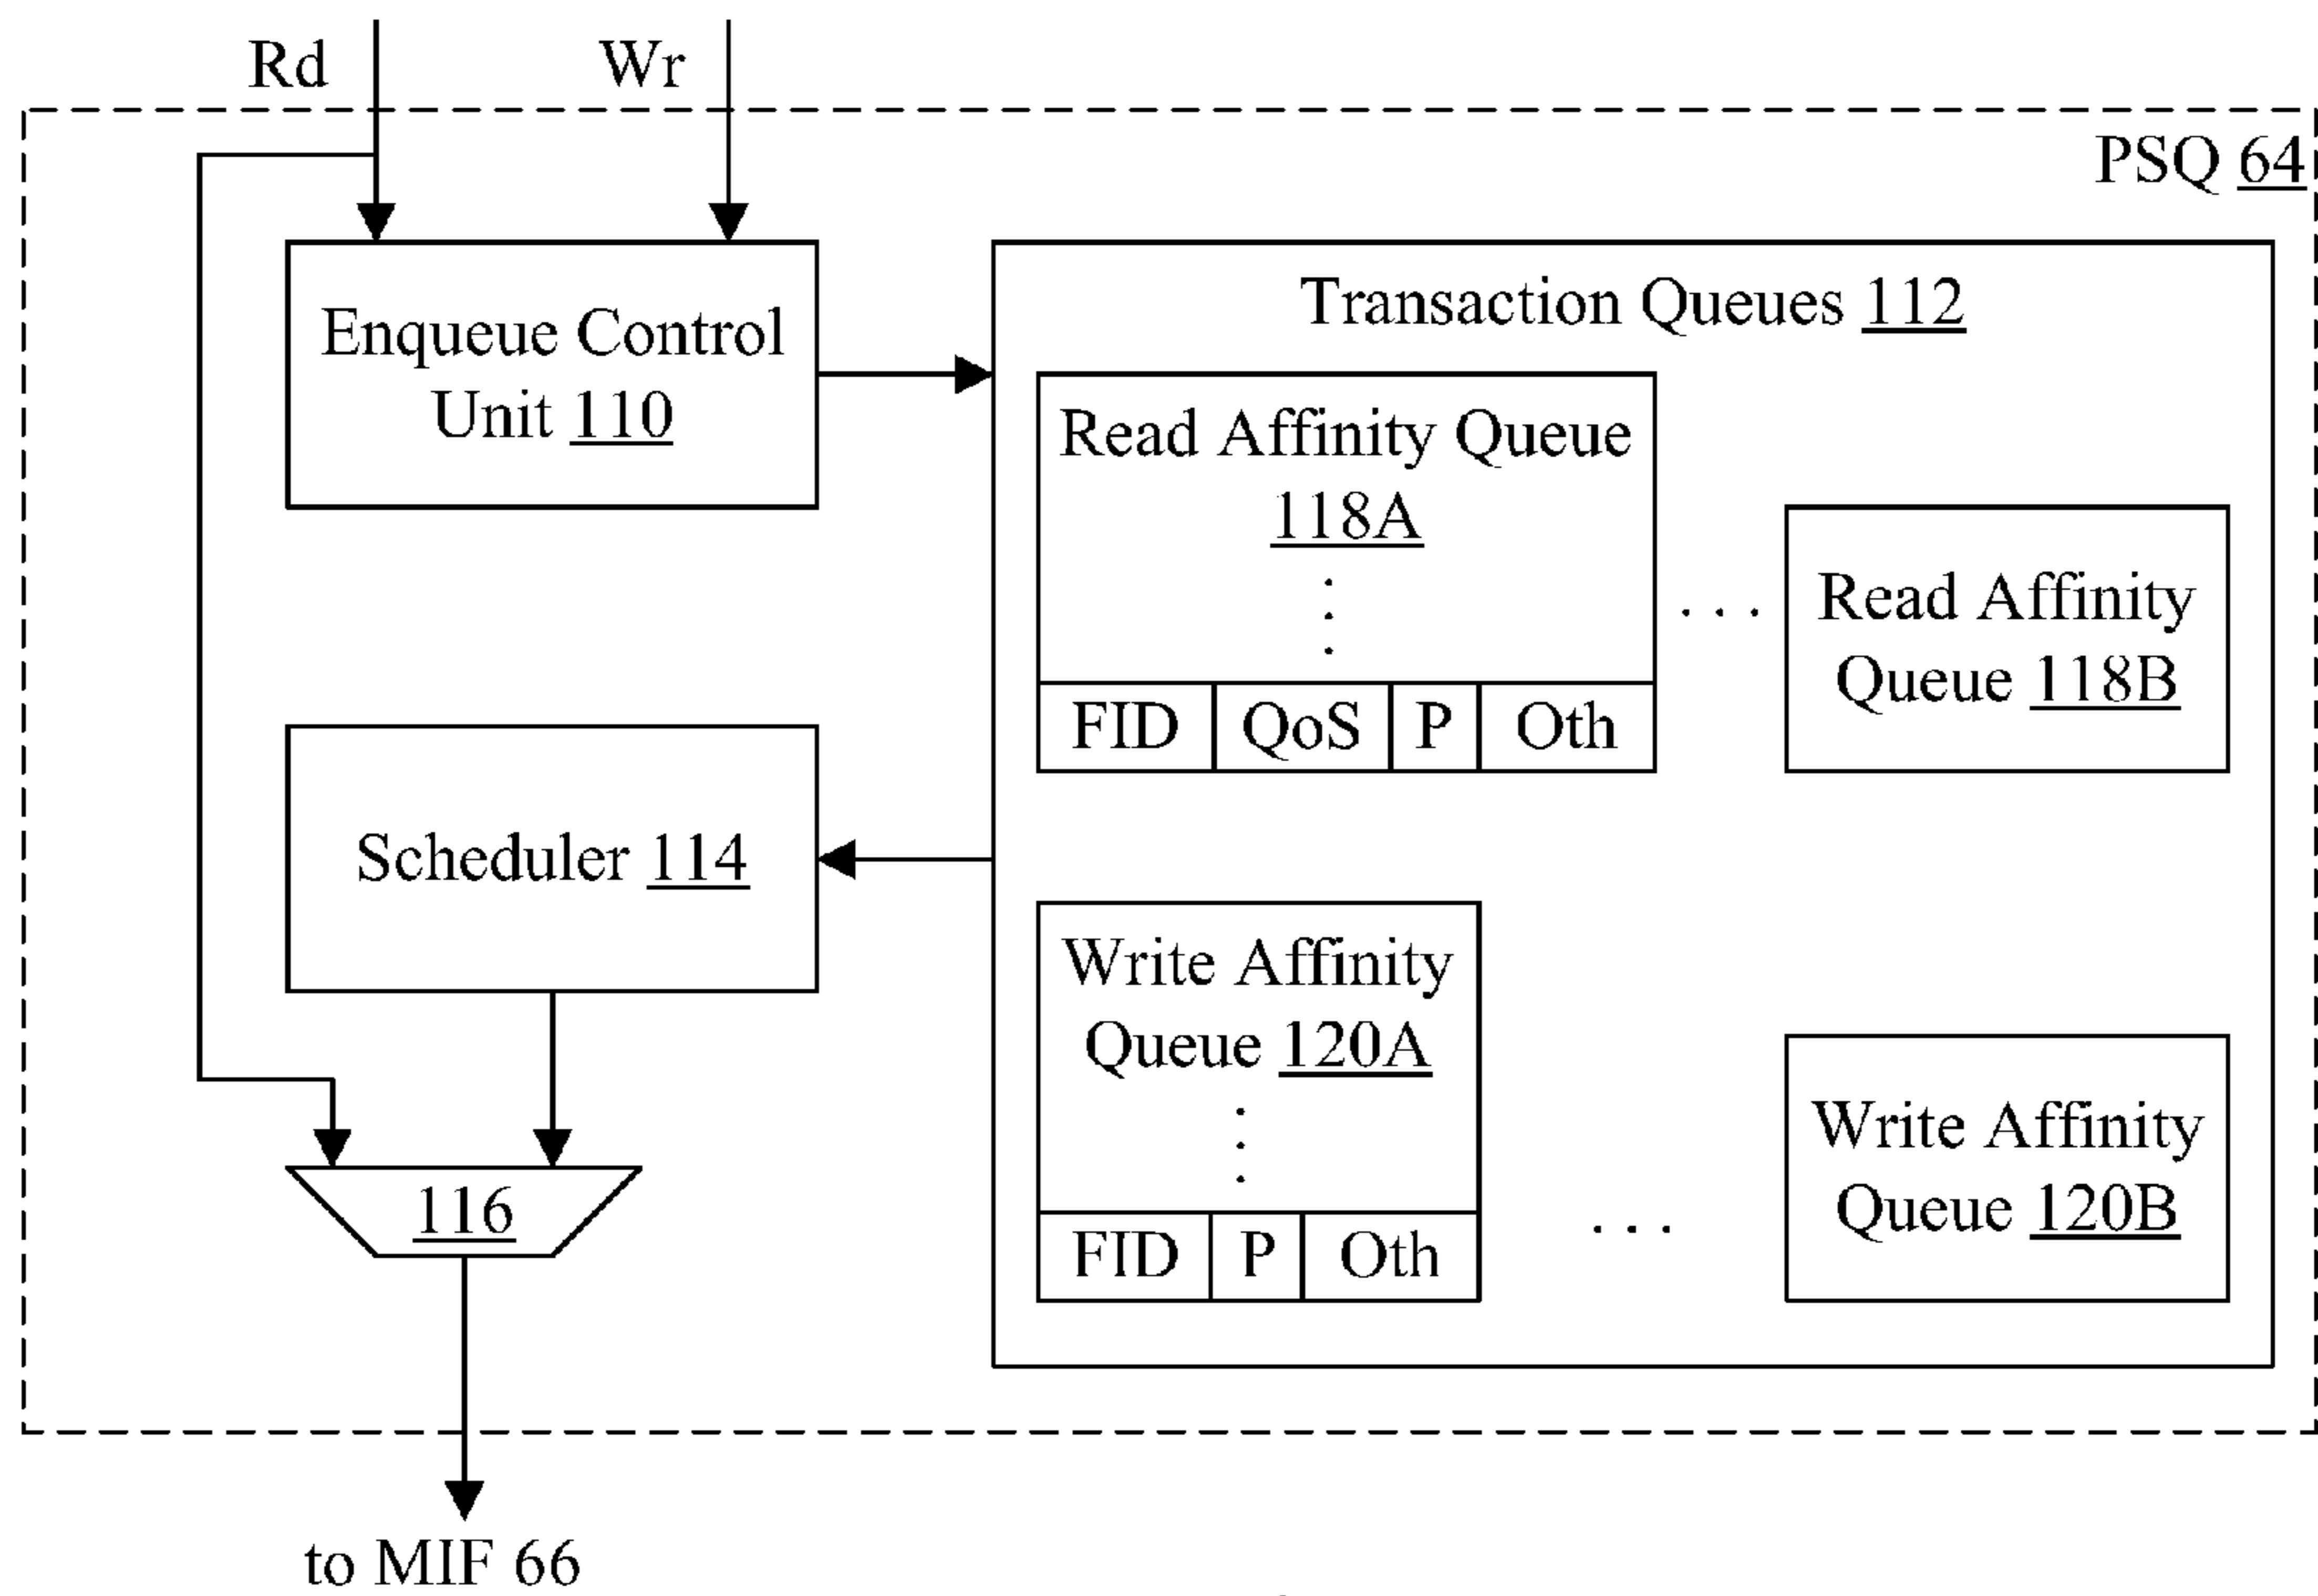 Rd
Wr
PSQ 64
Enqueue Control
Unit 110
Transaction Queues 112
Read Affinity Queue
118A
FID QoS P Oth
Read Affinity
Queue 118B
Scheduler 114
Write Affinity
Queue 120A
FID P Oth
Write Affinity
Queue 120B
116
to MIF 66